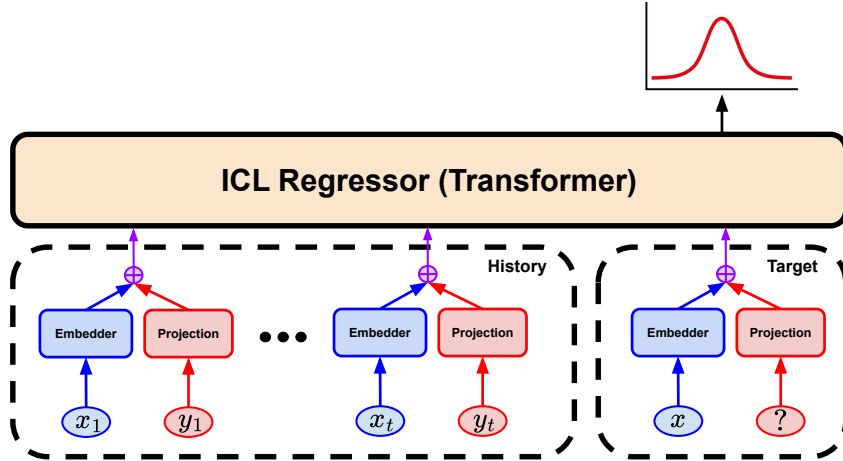 ICL Regressor (Transformer)
History
Target
Embedder Projection ••• Embedder Projection Embedder Projection
x₁ y₁ xₜ yₜ x ?